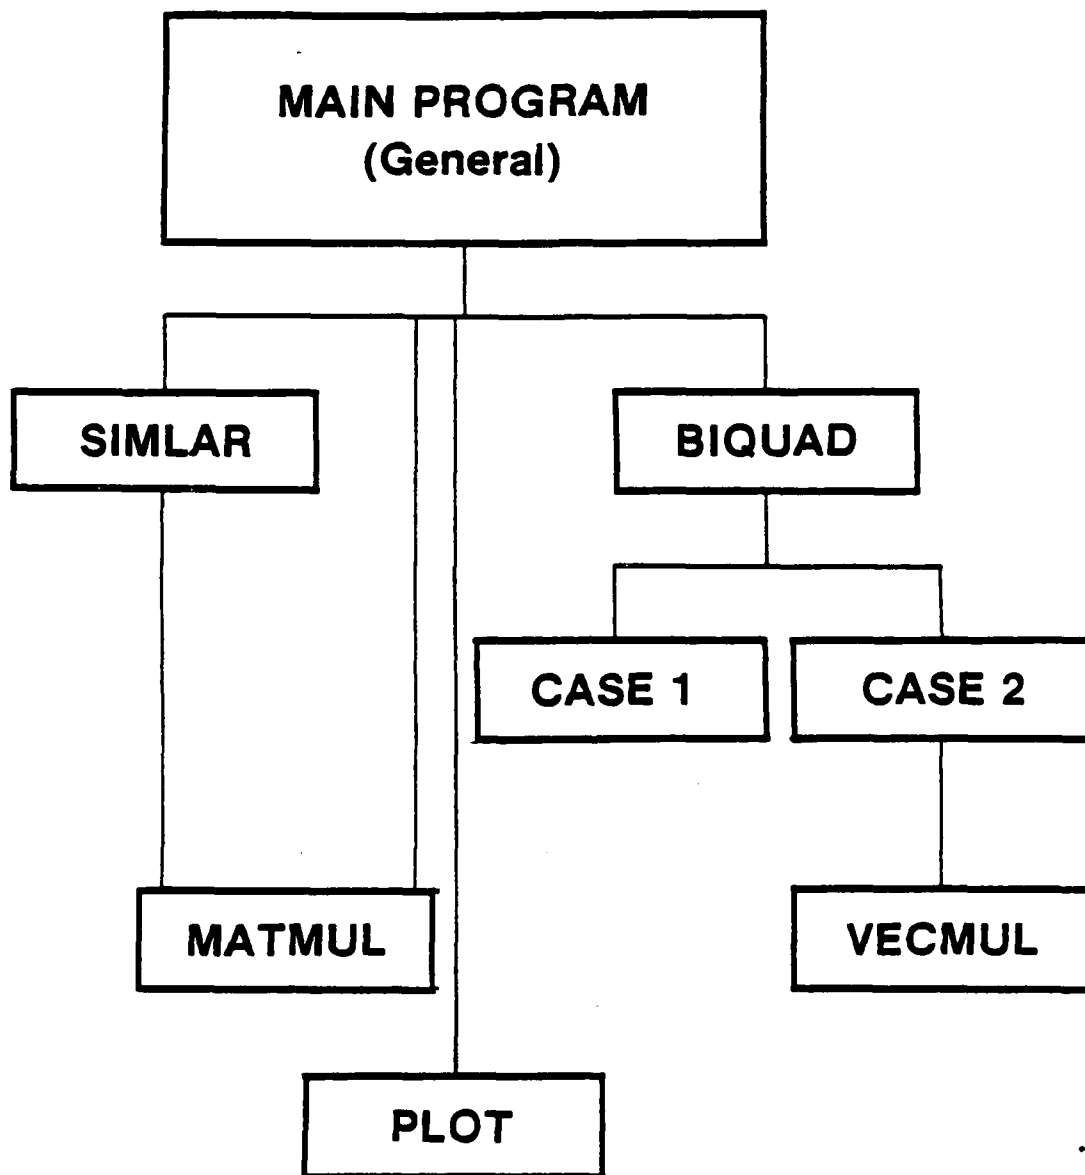 MAIN PROGRAM
(General)
SIMLAR
BIQUAD
CASE 1
CASE 2
MATMUL
VECMUL
PLOT